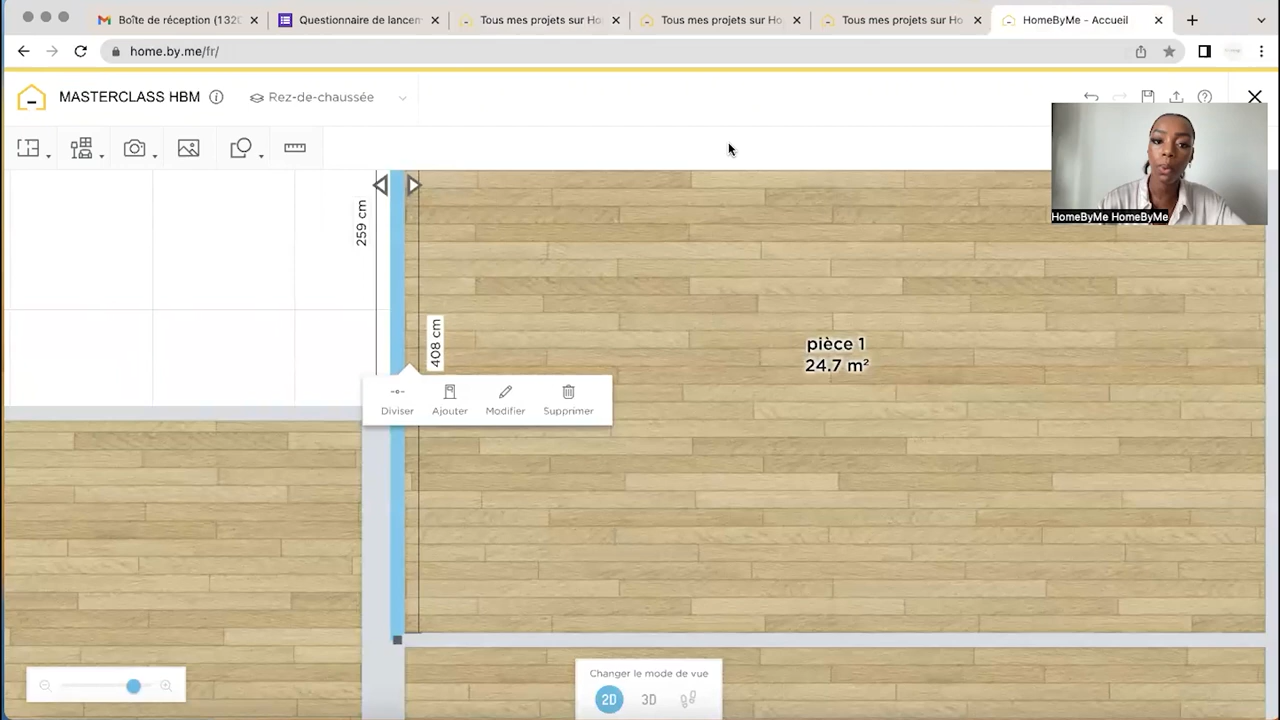 Boîte de réception (1320
Questionnaire de lancem
Tous mes projets sur Ho
Tous mes projets sur Ho
Tous mes projets sur Ho
HomeByMe - Accueil
home.by.me/fr/
MASTERCLASS HBM
Rez-de-chaussée
HomeByMe HomeByMe
259 cm
408 cm
pièce 1
24.7 m²
Diviser
Ajouter
Modifier
Supprimer
Changer le mode de vue
2D
3D